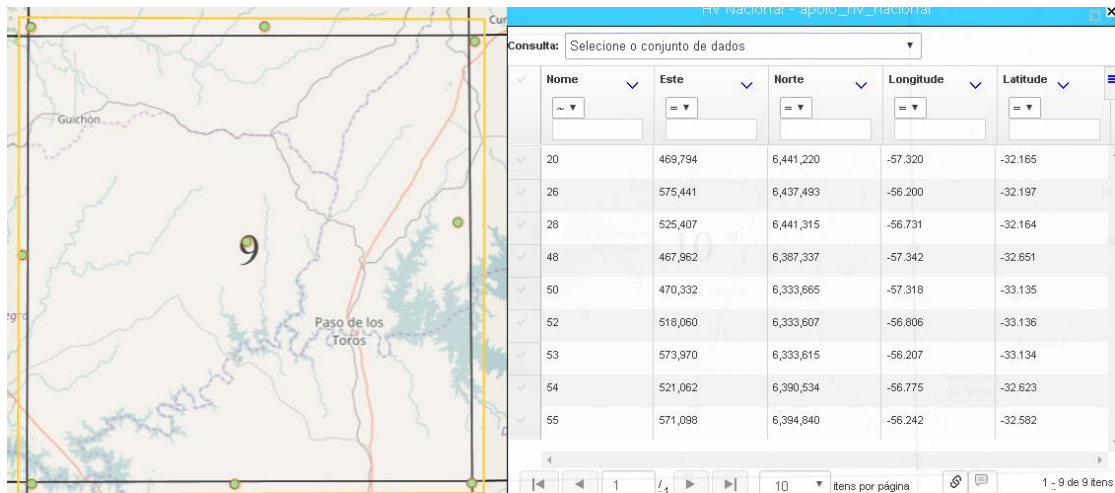 Cur
Guichón
9
egro
Paso de los
Toros
HV Nacional - apoio_hv_nacional
Consulta: Selecione o conjunto de dados
Nome Este Norte Longitude Latitude
~ = = = =
20 469,794 6,441,220 -57.320 -32.165
26 575,441 6,437,493 -56.200 -32.197
28 525,407 6,441,315 -56.731 -32.164
48 467,962 6,387,337 -57.342 -32.651
50 470,332 6,333,665 -57.318 -33.135
52 518,060 6,333,607 -56.806 -33.136
53 573,970 6,333,615 -56.207 -33.134
54 521,062 6,390,534 -56.775 -32.623
55 571,098 6,394,840 -56.242 -32.582
1 / 1 10 itens por página 1 - 9 de 9 itens